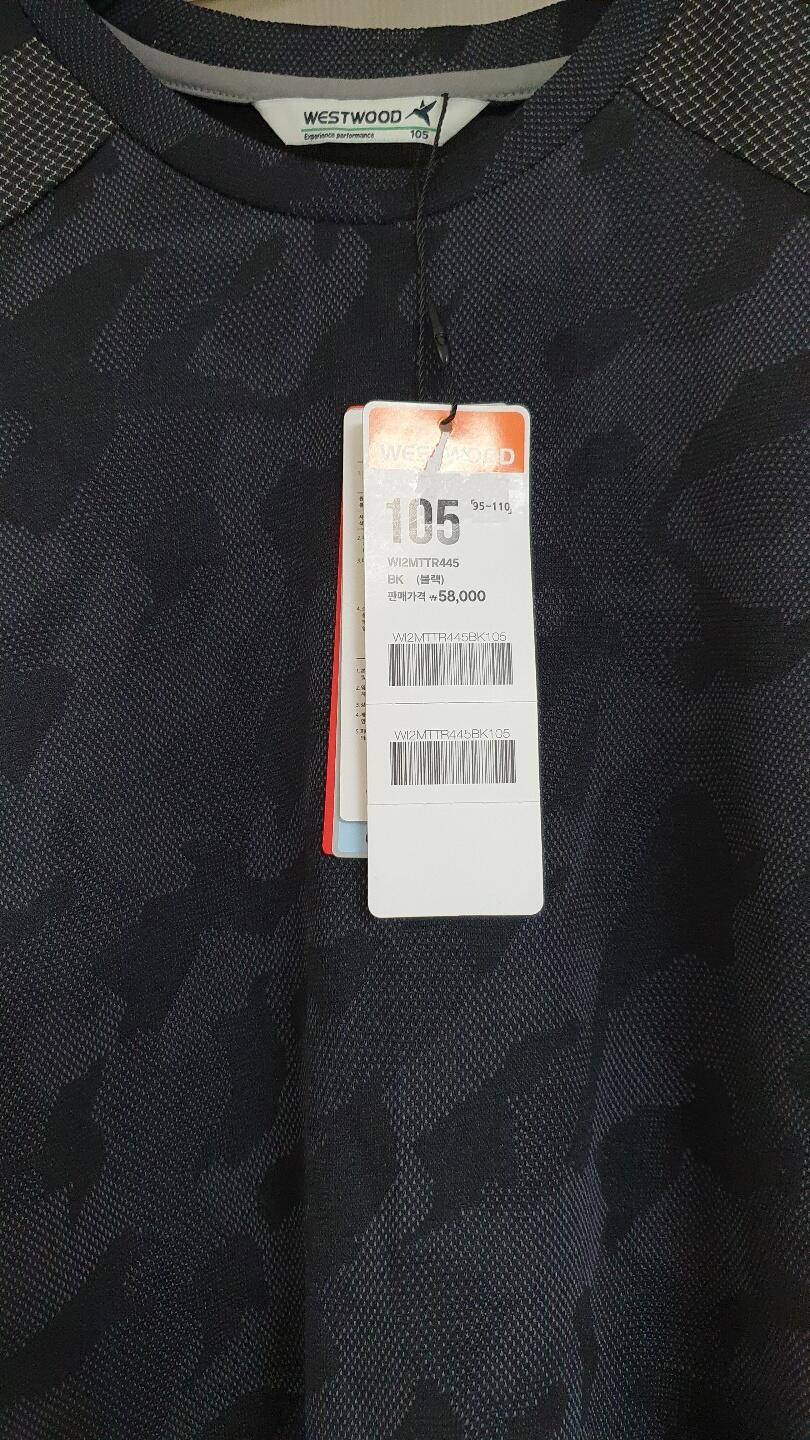 WESTWOOD
Experience performance 105
WESTWOOD
105 「95~110」
WI2MTTR445
BK (블랙)
판매가격 ₩58,000
WI2MTTR445BK105
WI2MTTR445BK105